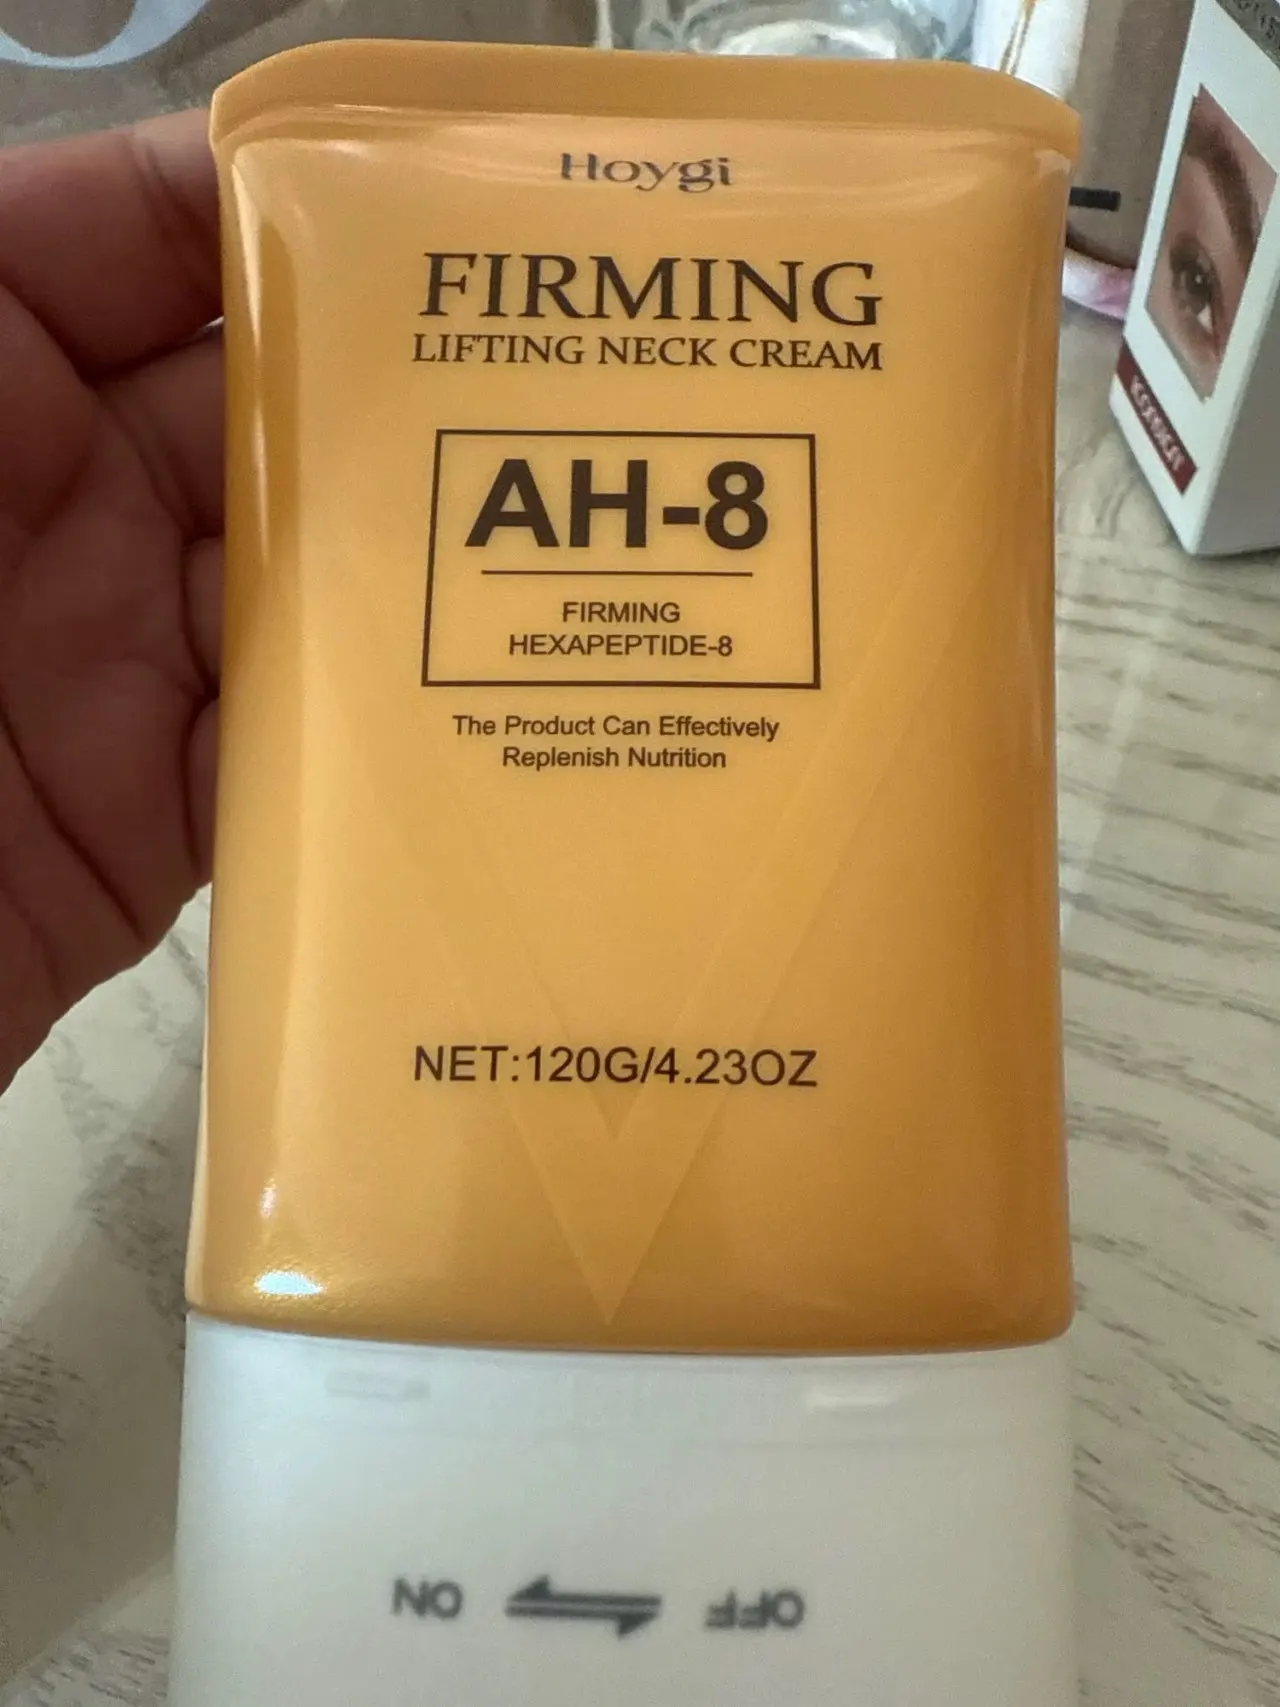 Hoygi
FIRMING
LIFTING NECK CREAM
AH-8
FIRMING
HEXAPEPTIDE-8
The Product Can Effectively
Replenish Nutrition
NET:120G/4.23OZ
ON OFF